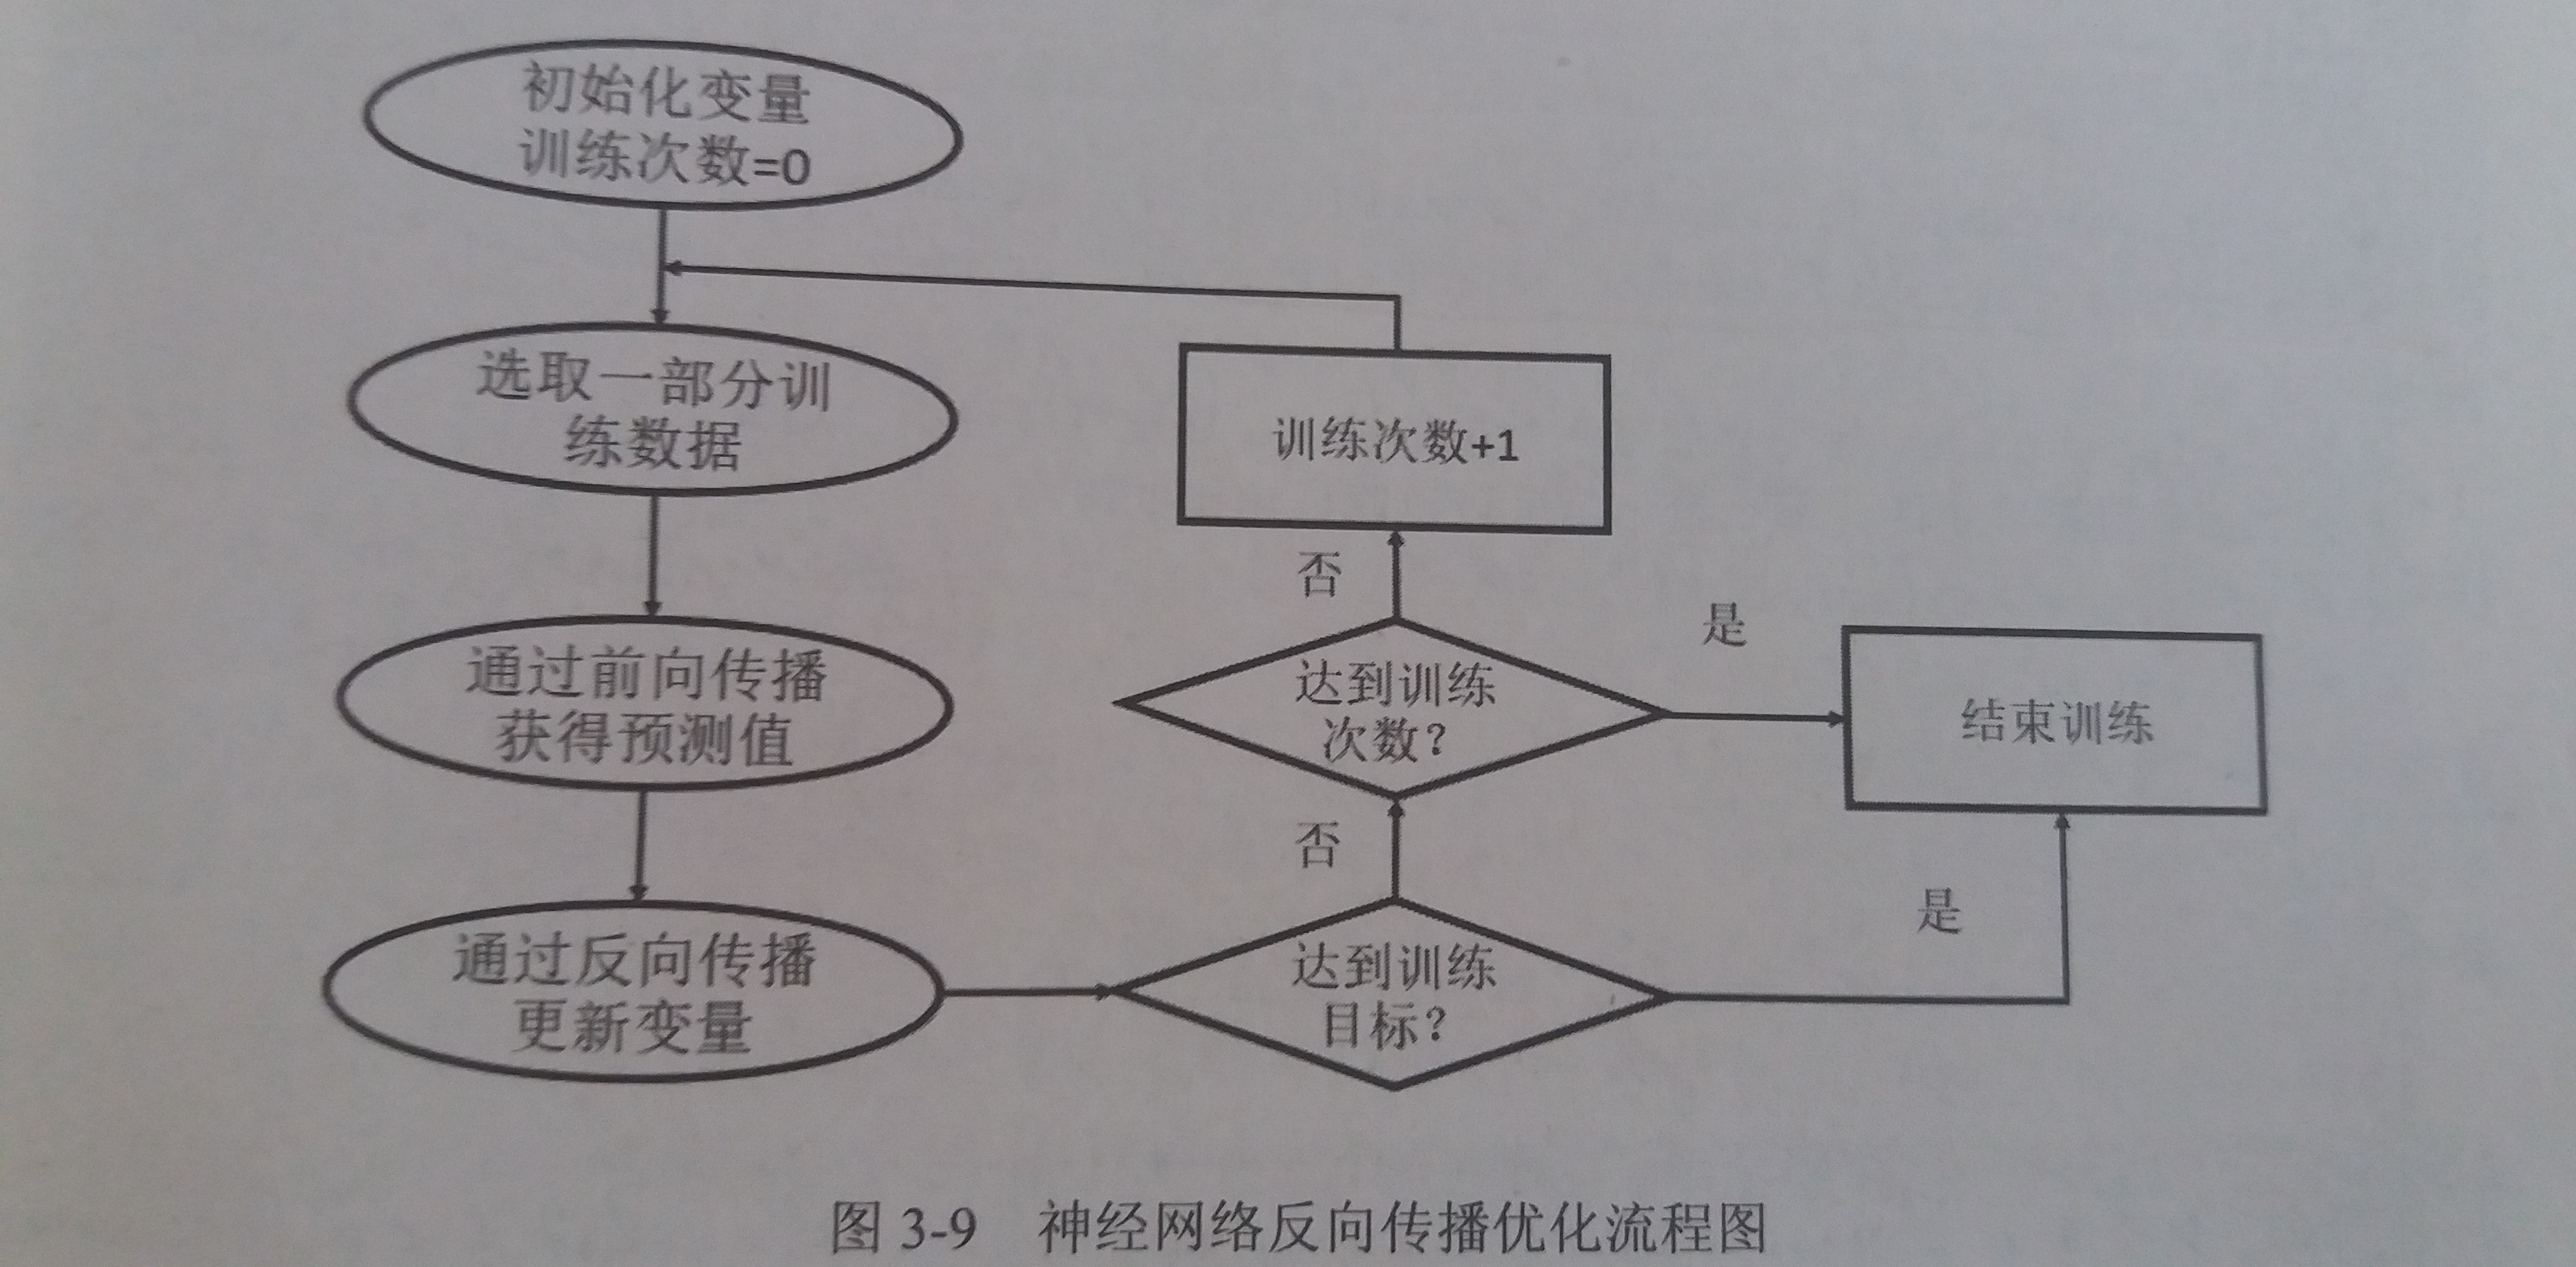 初始化变量
训练次数=0
选取一部分训
练数据
通过前向传播
获得预测值
通过反向传播
更新变量
达到训练
目标？
否
是
达到训练
次数？
否
是
训练次数+1
结束训练
图 3-9 神经网络反向传播优化流程图